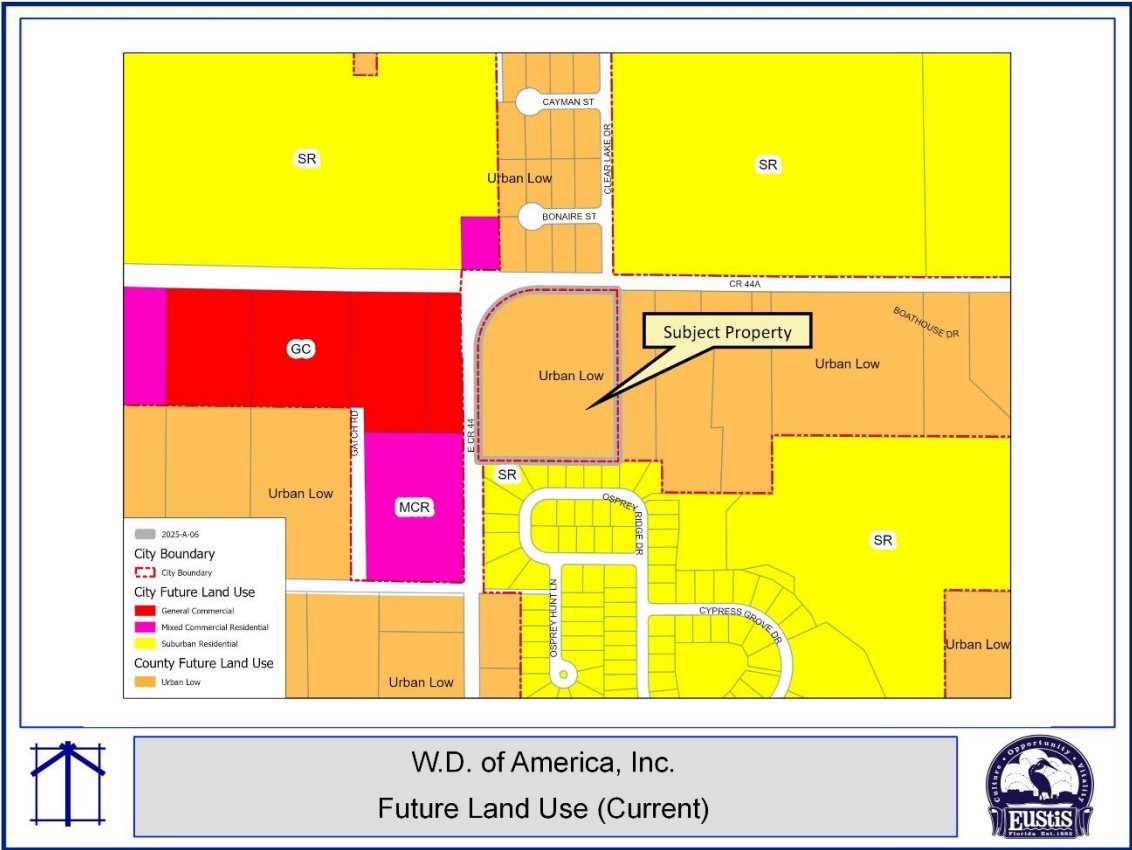 CAYMAN ST
CLEAR LAKE DR
SR
SR
Urban Low
BONAIRE ST
CR 44A
BOATHOUSE DR
Subject Property
GC
Urban Low
Urban Low
GATCH RD
E CR 44
SR
Urban Low
OSPREY RIDGE DR
MCR
SR
2025-A-06
City Boundary
City Boundary
City Future Land Use
General Commercial
Mixed Commercial Residential
Suburban Residential
County Future Land Use
Urban Low
OSPREY HUNT LN
CYPRESS GROVE DR
Urban Low
Urban Low
W.D. of America, Inc.
Future Land Use (Current)
Culture • Opportunity • Vitality
EUSTIS
Florida Est. 1883